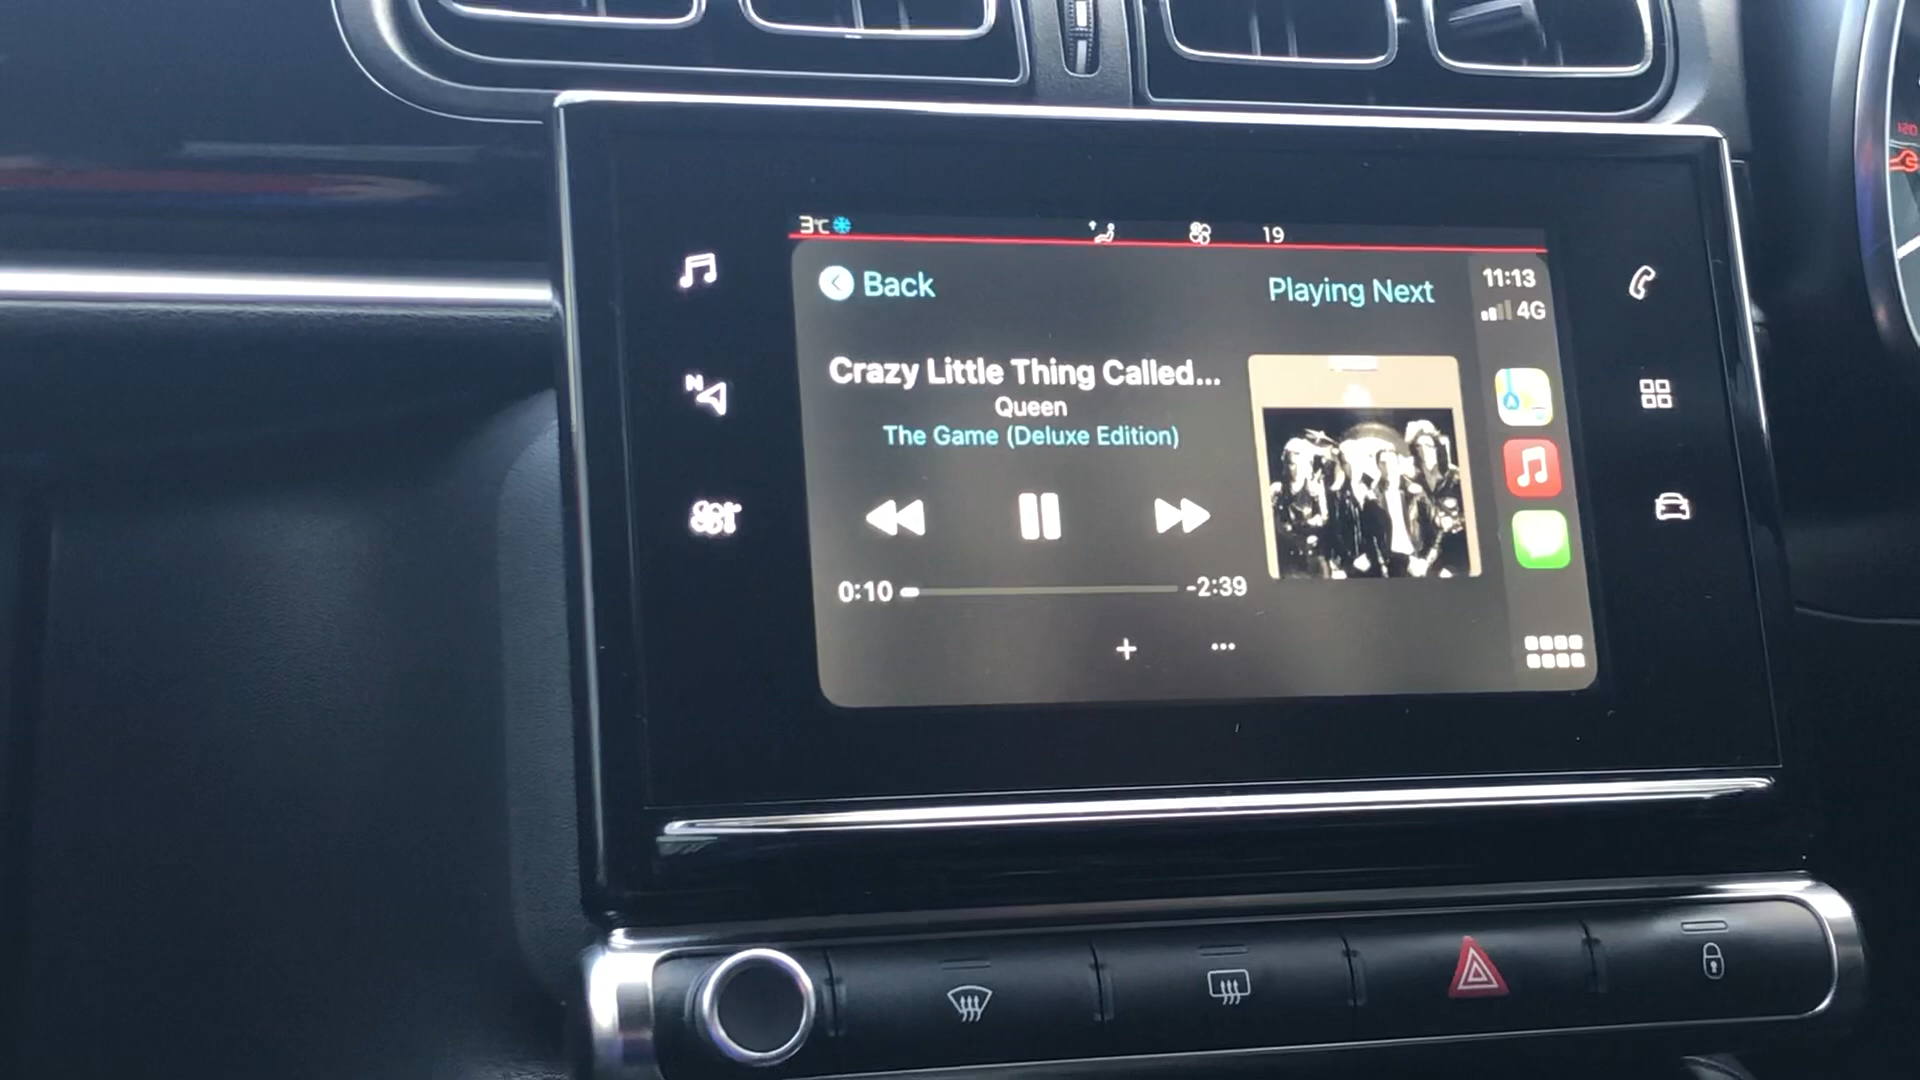 3°C
19
Back
Playing Next
11:13
4G
Crazy Little Thing Called...
Queen
The Game (Deluxe Edition)
0:10
-2:39
N
120